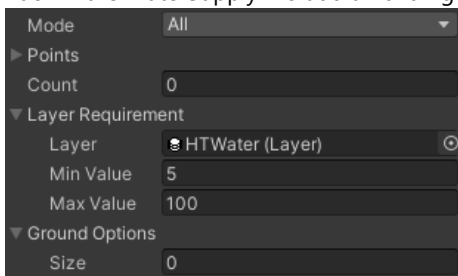 Mode All
Points
Count 0
Layer Requirement
Layer HTWater (Layer)
Min Value 5
Max Value 100
Ground Options
Size 0